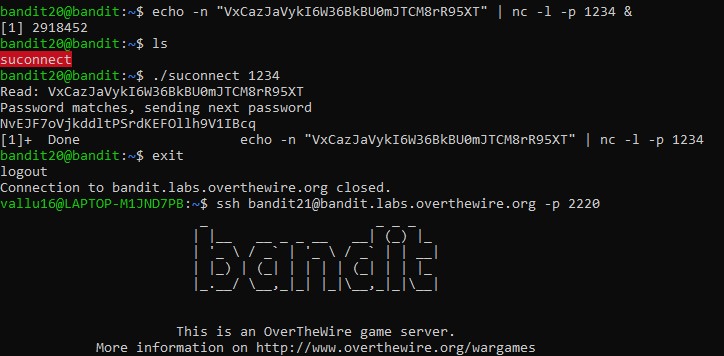 bandit20@bandit:~$ echo -n "VxCazJaVykI6W36BkBU0mJTCM8rR95XT" | nc -l -p 1234 &
[1] 2918452
bandit20@bandit:~$ ls
suconnect
bandit20@bandit:~$ ./suconnect 1234
Read: VxCazJaVykI6W36BkBU0mJTCM8rR95XT
Password matches, sending next password
NvEJF7oVjkddltPSrdKEFOllh9V1IBcq
[1]+  Done                    echo -n "VxCazJaVykI6W36BkBU0mJTCM8rR95XT" | nc -l -p 1234
bandit20@bandit:~$ exit
logout
Connection to bandit.labs.overthewire.org closed.
vallu16@LAPTOP-M1JND7PB:~$ ssh bandit21@bandit.labs.overthewire.org -p 2220
bandit
This is an OverTheWire game server.
More information on http://www.overthewire.org/wargames